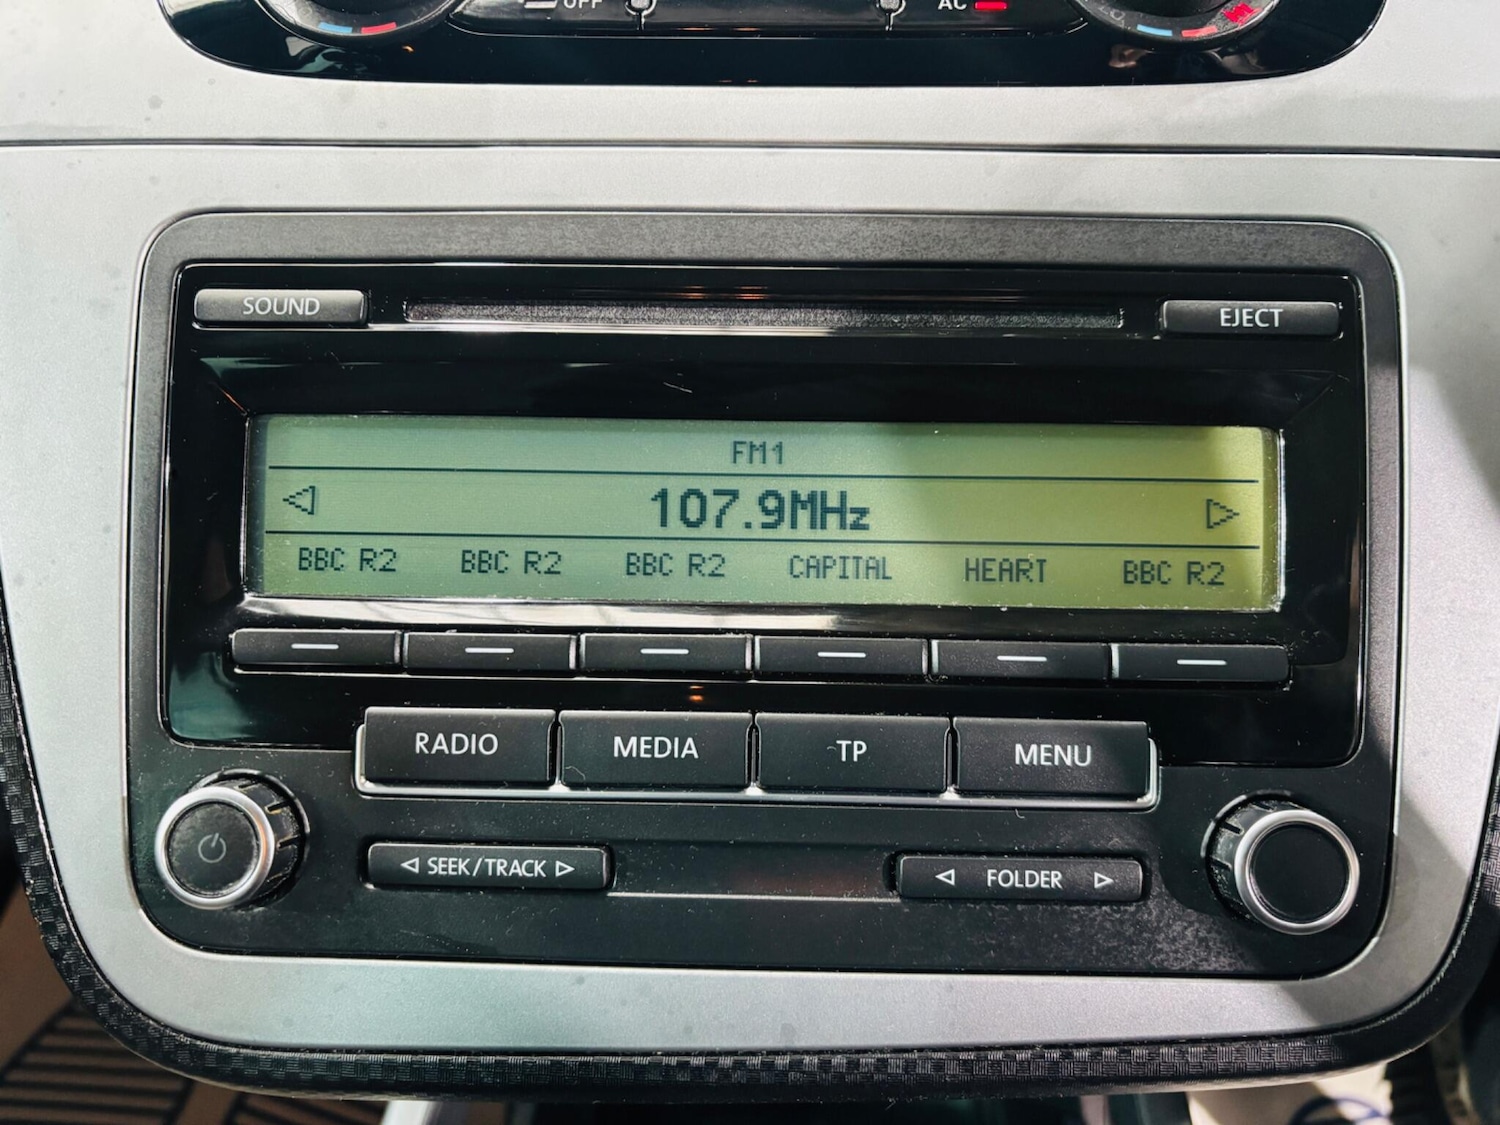 OFF AC
SOUND EJECT
FM1
107.9MHz
BBC R2 BBC R2 BBC R2 CAPITAL HEART BBC R2
RADIO MEDIA TP MENU
SEEK/TRACK FOLDER